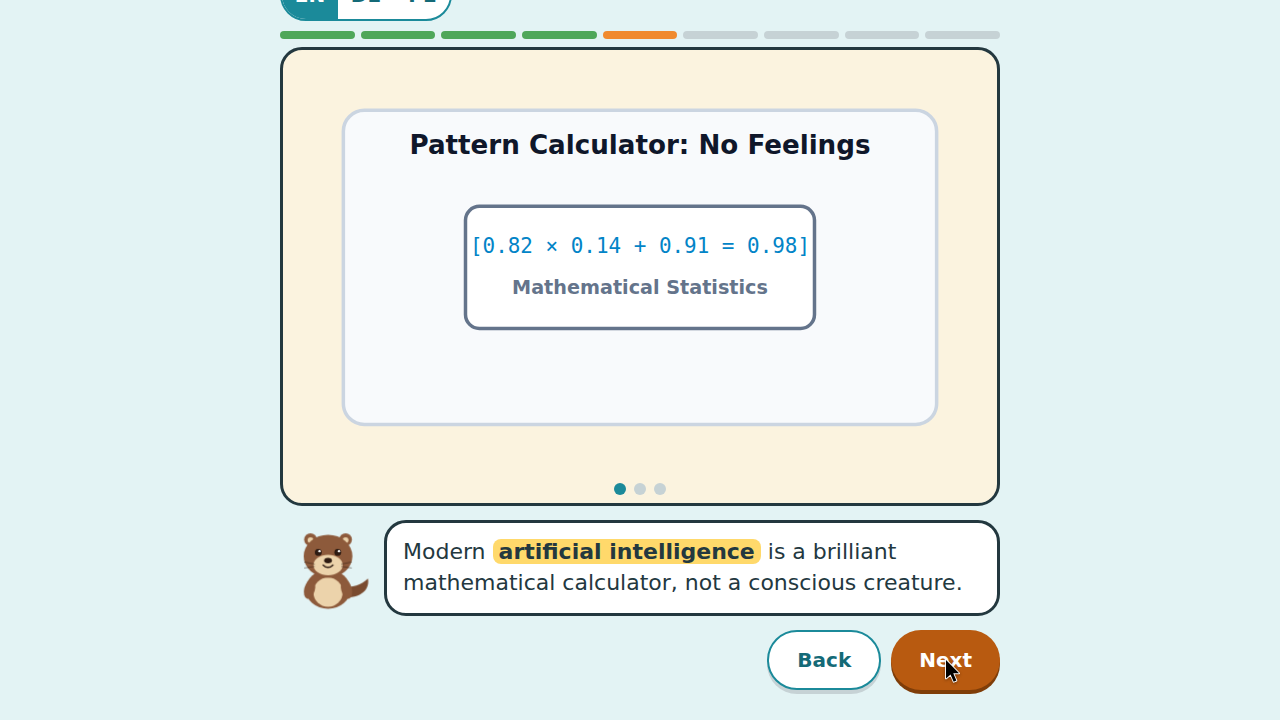 Pattern Calculator: No Feelings
[0.82 × 0.14 + 0.91 = 0.98]
Mathematical Statistics
Modern artificial intelligence is a brilliant
mathematical calculator, not a conscious creature.
Back
Next